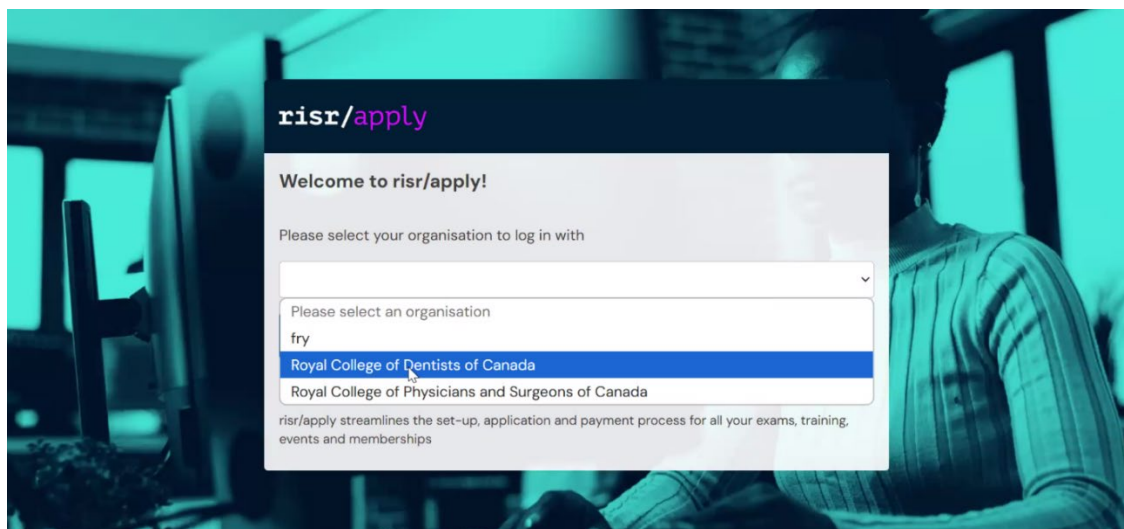 risr/apply
Welcome to risr/apply!
Please select your organisation to log in with
Please select an organisation
fry
Royal College of Dentists of Canada
Royal College of Physicians and Surgeons of Canada
risr/apply streamlines the set-up, application and payment process for all your exams, training,
events and memberships